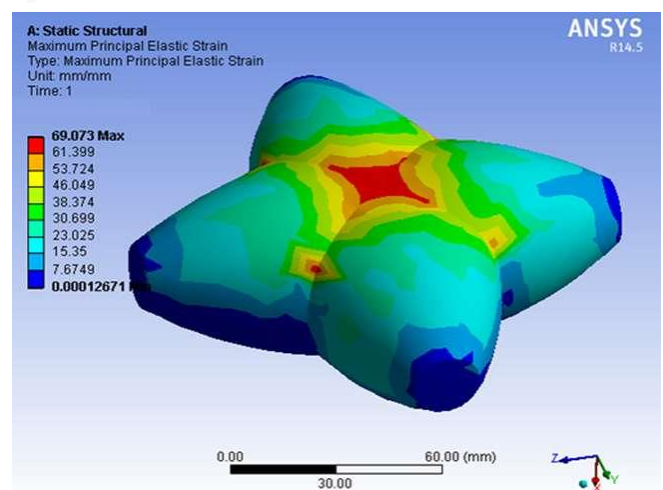 A: Static Structural
Maximum Principal Elastic Strain
Type: Maximum Principal Elastic Strain
Unit: mm/mm
Time: 1
ANSYS
R14.5
69.073 Max
61.399
53.724
46.049
38.374
30.699
23.025
15.35
7.6749
0.00012671
0.00
60.00 (mm)
30.00
Z
Y
X